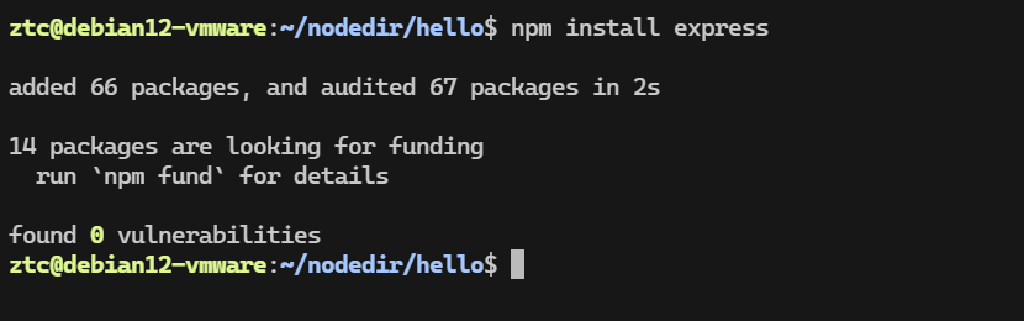 ztc@debian12-vmware:~/nodedir/hello$ npm install express
added 66 packages, and audited 67 packages in 2s
14 packages are looking for funding
  run `npm fund` for details
found 0 vulnerabilities
ztc@debian12-vmware:~/nodedir/hello$